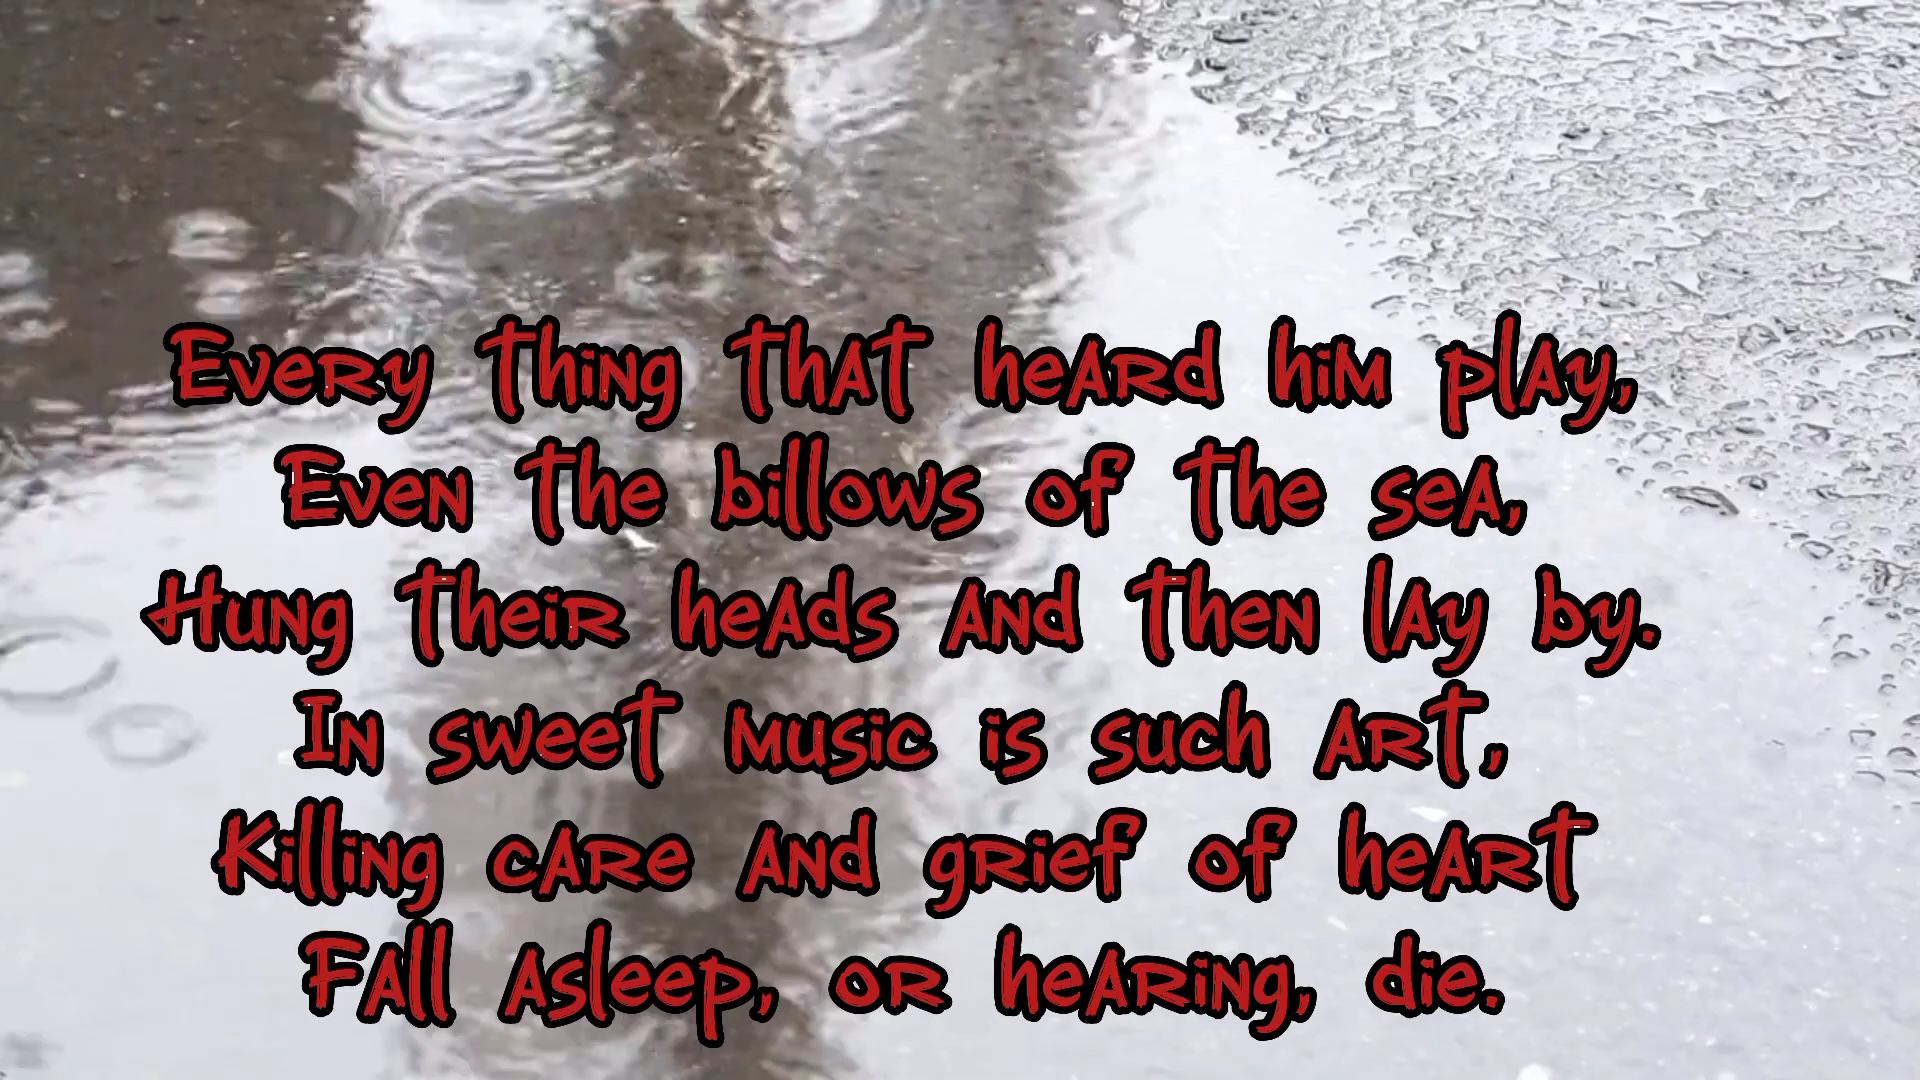 Every thing that heard him play,
Even the billows of the sea,
Hung their heads and then lay by.
In sweet music is such art,
Killing care and grief of heart
Fall asleep, or hearing, die.